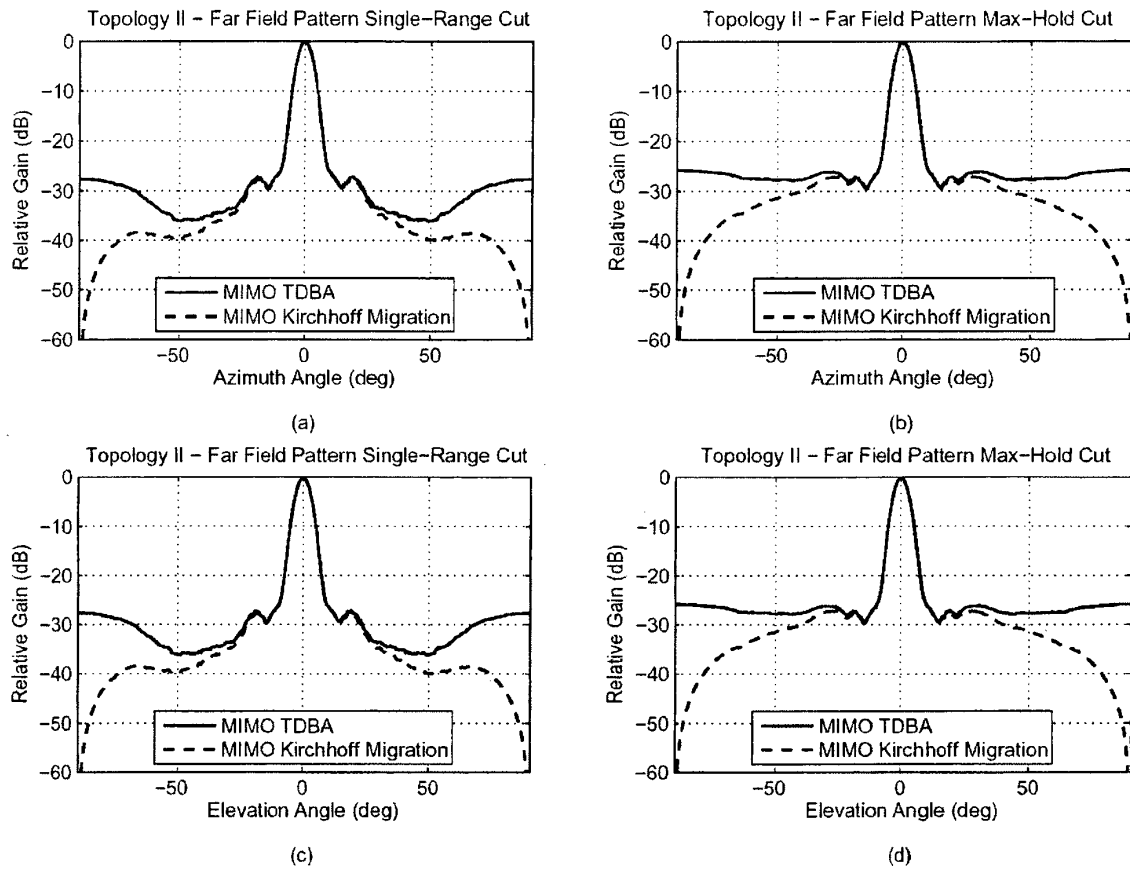 Topology II − Far Field Pattern Single−Range Cut
0
−10
−20
−30
−40
−50
−60
Relative Gain (dB)
MIMO TDBA
MIMO Kirchhoff Migration
−50
0
50
Azimuth Angle (deg)
(a)
Topology II − Far Field Pattern Max−Hold Cut
0
−10
−20
−30
−40
−50
−60
Relative Gain (dB)
MIMO TDBA
MIMO Kirchhoff Migration
−50
0
50
Azimuth Angle (deg)
(b)
Topology II − Far Field Pattern Single−Range Cut
0
−10
−20
−30
−40
−50
−60
Relative Gain (dB)
MIMO TDBA
MIMO Kirchhoff Migration
−50
0
50
Elevation Angle (deg)
(c)
Topology II − Far Field Pattern Max−Hold Cut
0
−10
−20
−30
−40
−50
−60
Relative Gain (dB)
MIMO TDBA
MIMO Kirchhoff Migration
−50
0
50
Elevation Angle (deg)
(d)